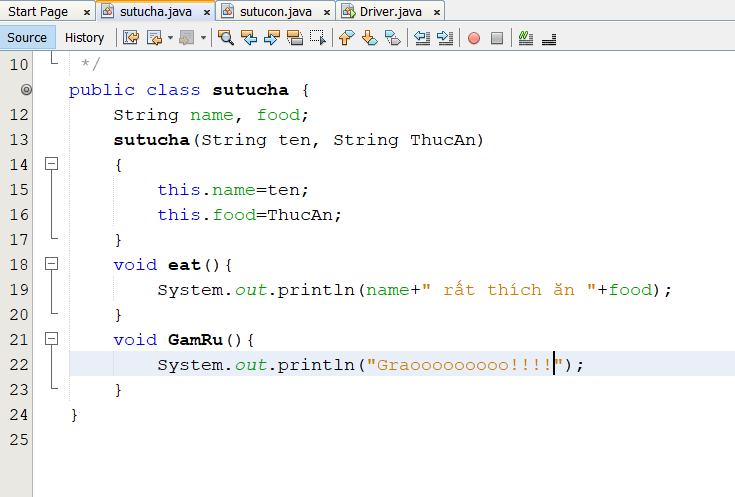 Start Page sutucha.java sutucon.java Driver.java
Source History
10 */
public class sutucha {
12 String name, food;
13 sutucha(String ten, String ThucAn)
14 {
15 this.name=ten;
16 this.food=ThucAn;
17 }
18 void eat(){
19 System.out.println(name+" rất thích ăn "+food);
20 }
21 void GamRu(){
22 System.out.println("Graooooooooo!!!!");
23 }
24 }
25